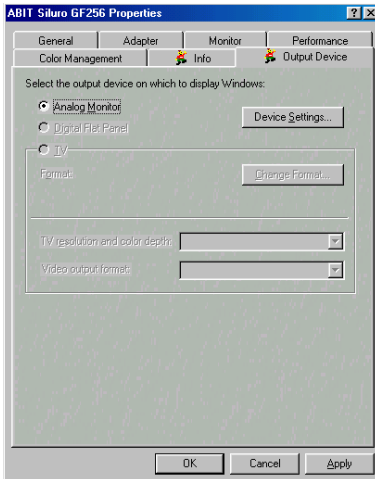 ABIT Siluro GF256 Properties
General Adapter Monitor Performance
Color Management Info Output Device
Select the output device on which to display Windows:
Analog Monitor
Device Settings...
Digital Flat Panel
TV
Format:
Change Format...
TV resolution and color depth:
Video output format:
OK Cancel Apply